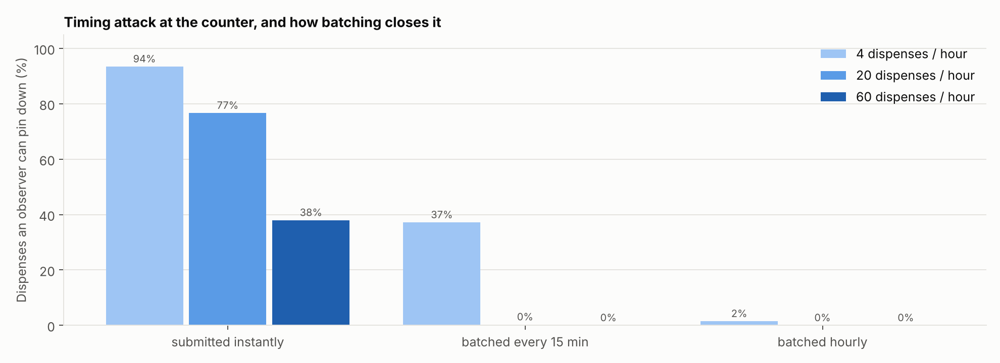 Timing attack at the counter, and how batching closes it
Dispenses an observer can pin down (%)
100
80
60
40
20
0
4 dispenses / hour
20 dispenses / hour
60 dispenses / hour
94%
77%
38%
37%
0%
0%
2%
0%
0%
submitted instantly
batched every 15 min
batched hourly